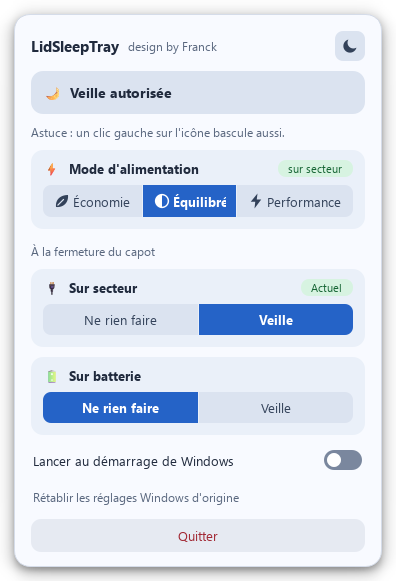 LidSleepTray design by Franck
Veille autorisée
Astuce : un clic gauche sur l'icône bascule aussi.
Mode d'alimentation sur secteur
Économie Équilibré Performance
À la fermeture du capot
Sur secteur Actuel
Ne rien faire Veille
Sur batterie
Ne rien faire Veille
Lancer au démarrage de Windows
Rétablir les réglages Windows d'origine
Quitter